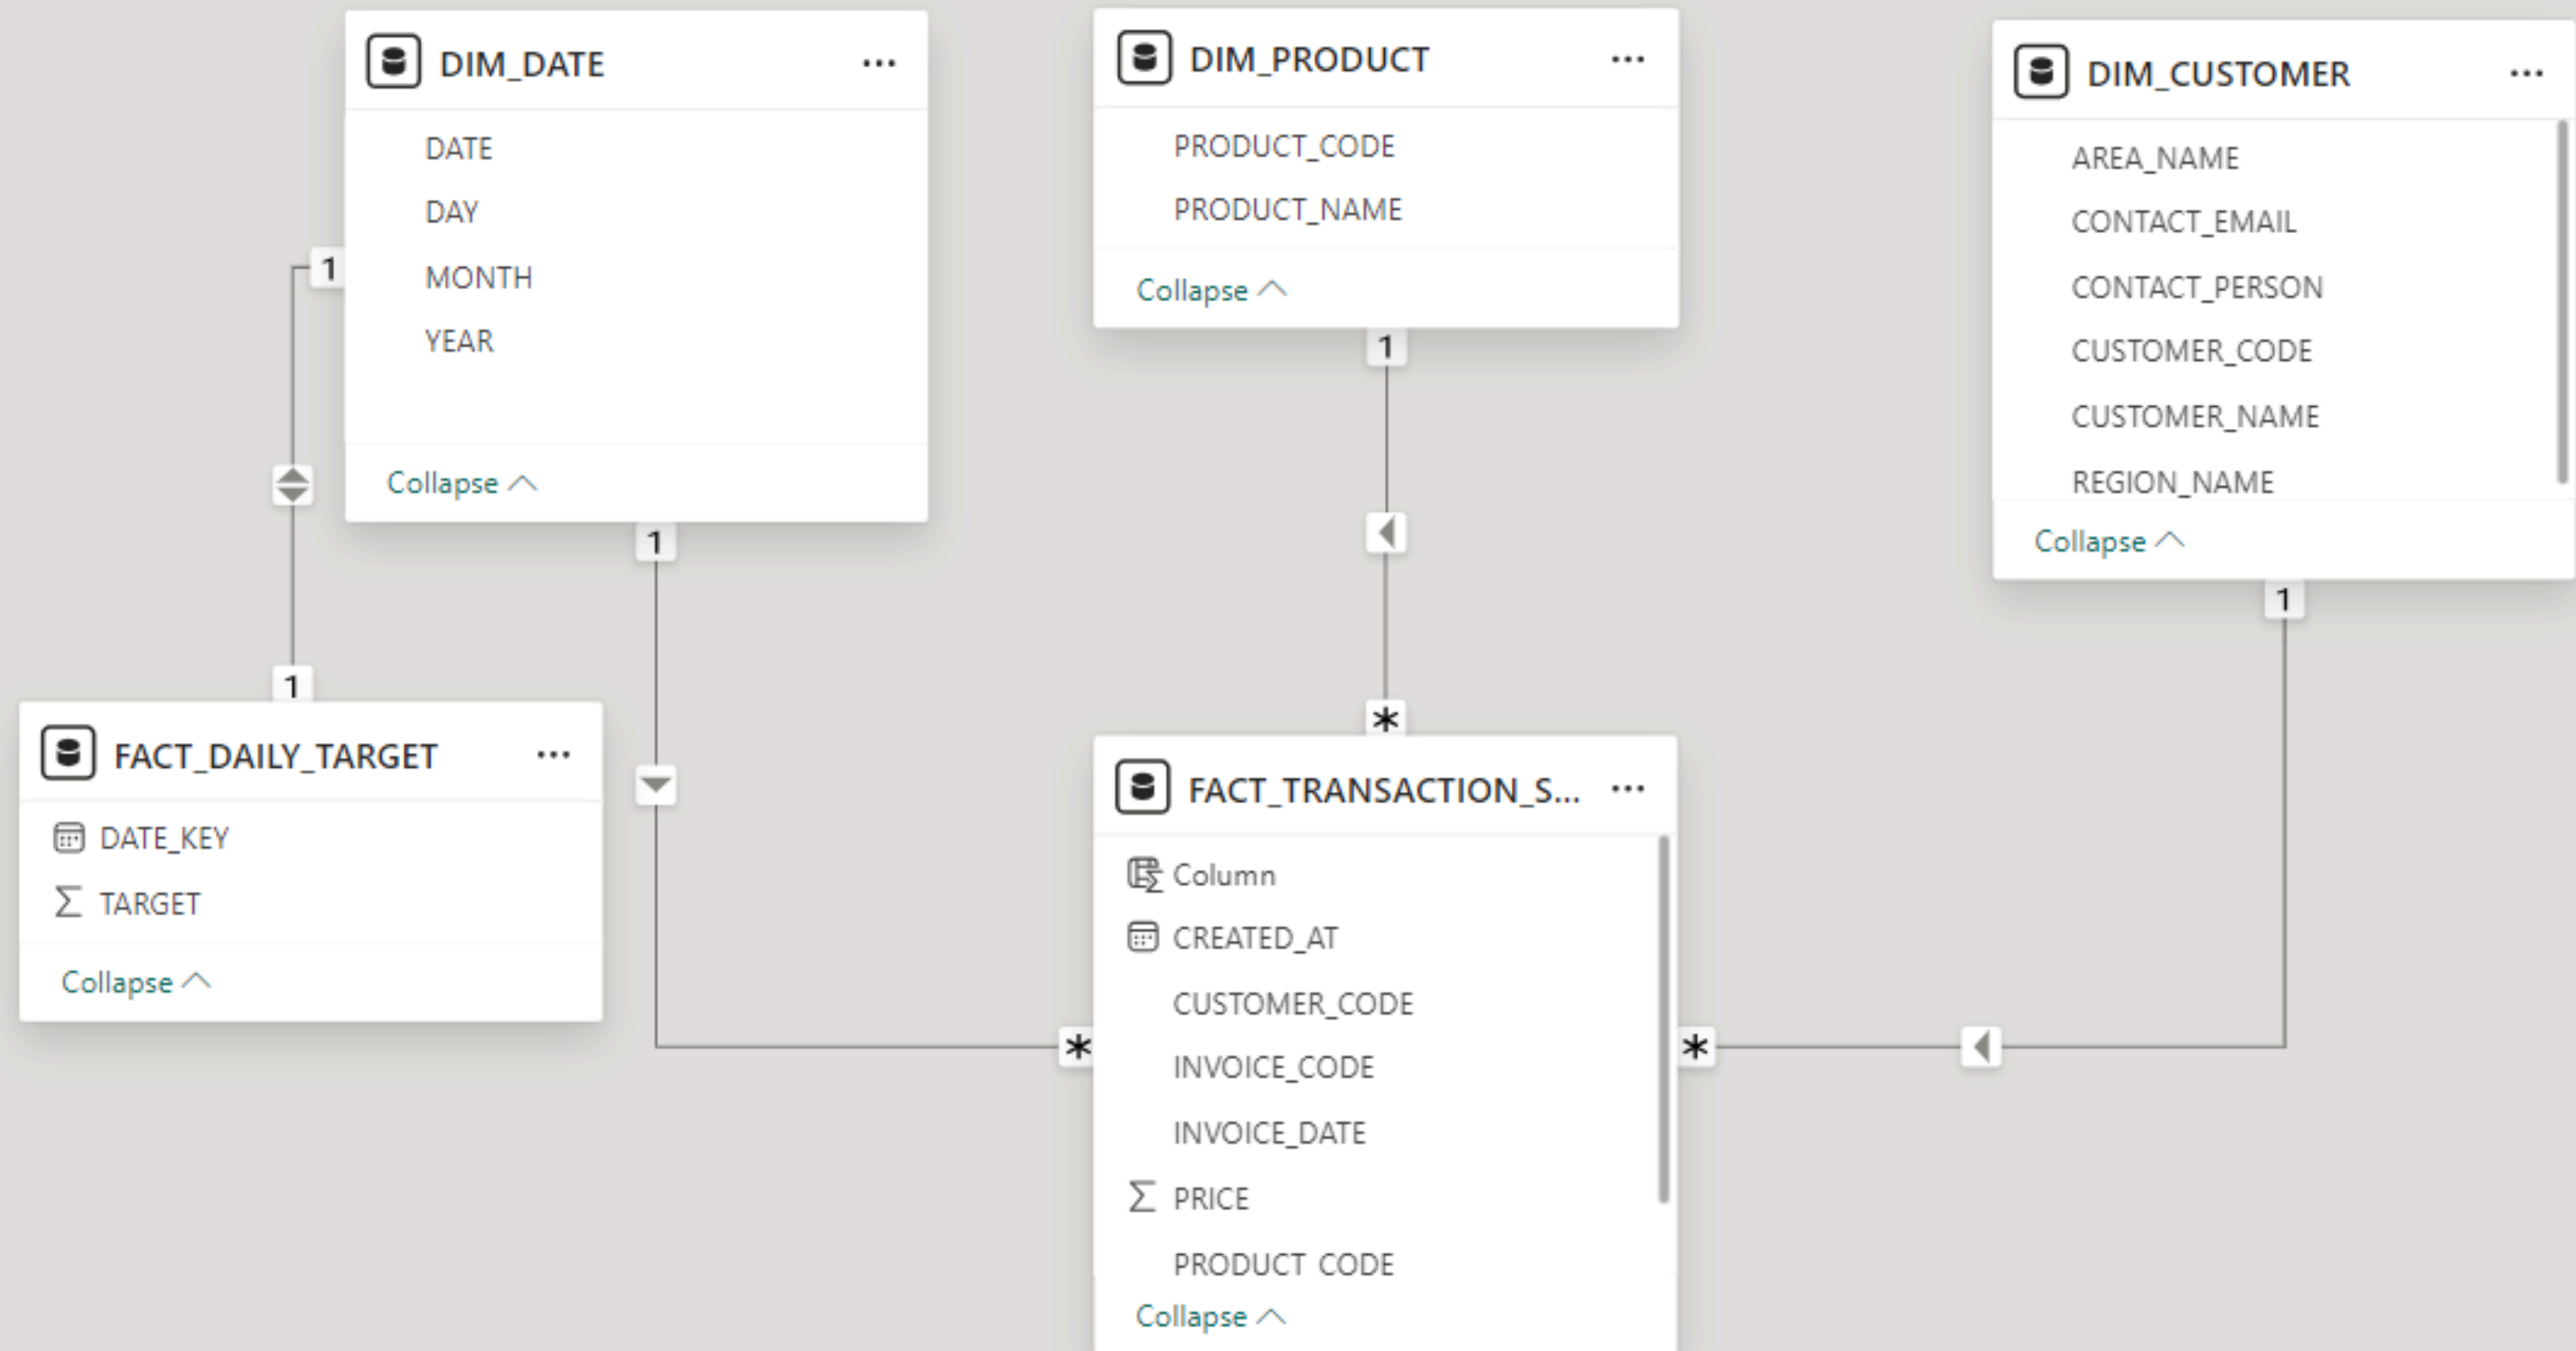 DIM_DATE ...
DATE
DAY
MONTH
YEAR
Collapse
1
1
DIM_PRODUCT ...
PRODUCT_CODE
PRODUCT_NAME
Collapse
1
*
DIM_CUSTOMER ...
AREA_NAME
CONTACT_EMAIL
CONTACT_PERSON
CUSTOMER_CODE
CUSTOMER_NAME
REGION_NAME
Collapse
1
1
FACT_DAILY_TARGET ...
DATE_KEY
Σ TARGET
Collapse
FACT_TRANSACTION_S... ...
Column
CREATED_AT
CUSTOMER_CODE
INVOICE_CODE
INVOICE_DATE
Σ PRICE
PRODUCT_CODE
Collapse
*
*